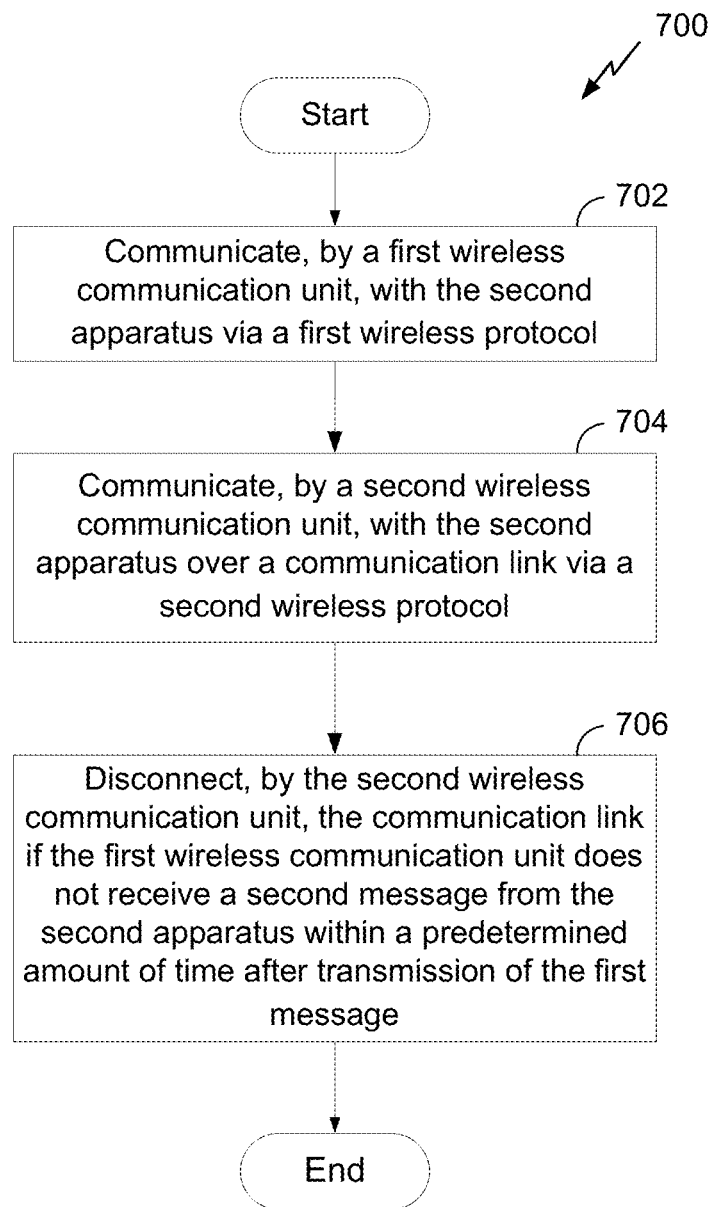 700
Start
702
Communicate, by a first wireless
communication unit, with the second
apparatus via a first wireless protocol
704
Communicate, by a second wireless
communication unit, with the second
apparatus over a communication link via a
second wireless protocol
706
Disconnect, by the second wireless
communication unit, the communication link
if the first wireless communication unit does
not receive a second message from the
second apparatus within a predetermined
amount of time after transmission of the first
message
End